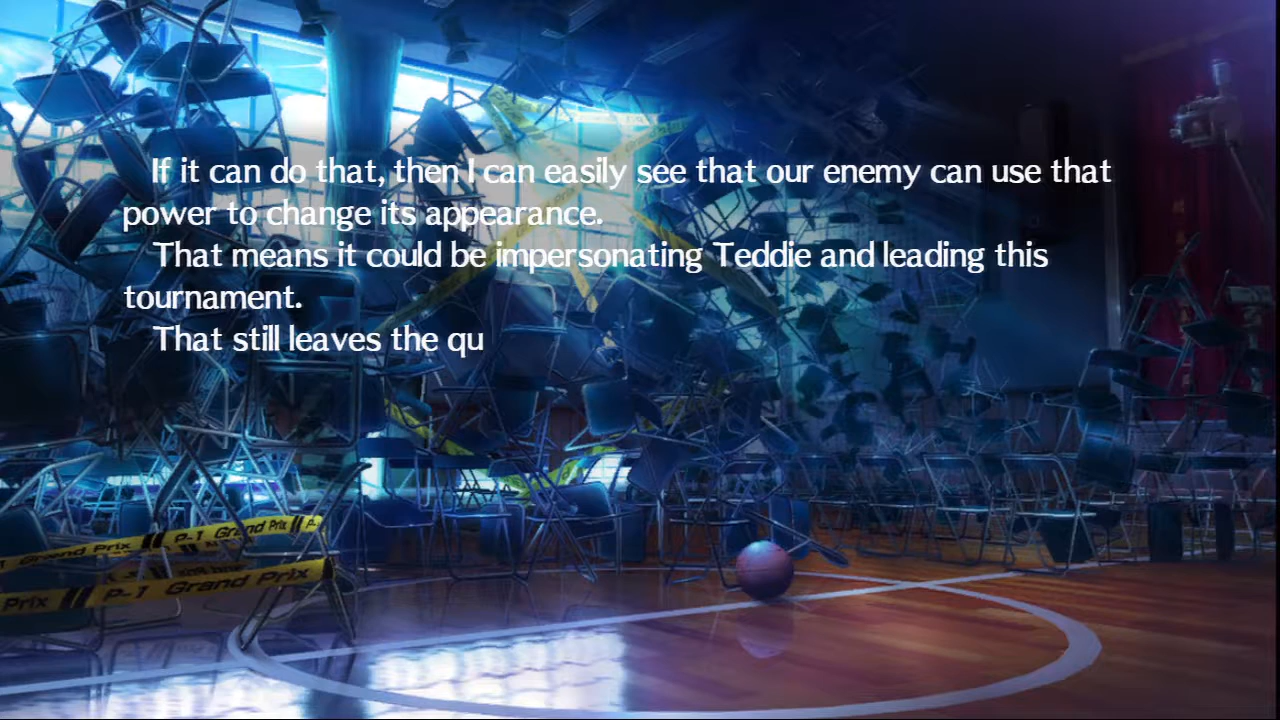 If it can do that, then I can easily see that our enemy can use that
power to change its appearance.
That means it could be impersonating Teddie and leading this
tournament.
That still leaves the qu
Grand Prix P-1 Grand Prix P-
Prix P-1 Grand Prix